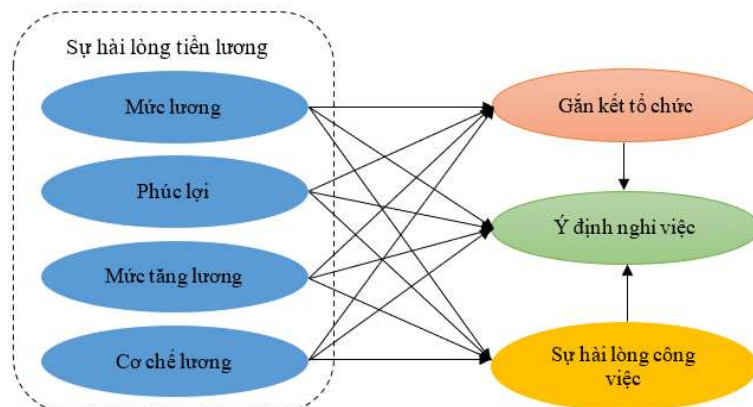 Sự hài lòng tiền lương
Mức lương
Phúc lợi
Mức tăng lương
Cơ chế lương
Gắn kết tổ chức
Ý định nghỉ việc
Sự hài lòng công
việc